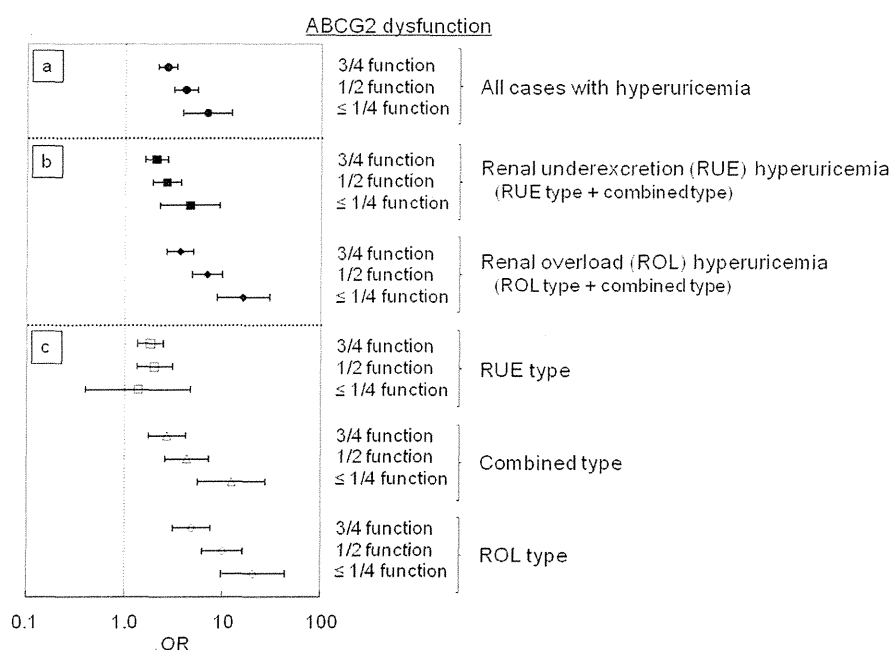 ABCG2 dysfunction
a
3/4 function
1/2 function
≤ 1/4 function
All cases with hyperuricemia
b
3/4 function
1/2 function
≤ 1/4 function
Renal underexcretion (RUE) hyperuricemia
(RUE type + combined type)
3/4 function
1/2 function
≤ 1/4 function
Renal overload (ROL) hyperuricemia
(ROL type + combined type)
c
3/4 function
1/2 function
≤ 1/4 function
RUE type
3/4 function
1/2 function
≤ 1/4 function
Combined type
3/4 function
1/2 function
≤ 1/4 function
ROL type
0.1 1.0 10 100
OR